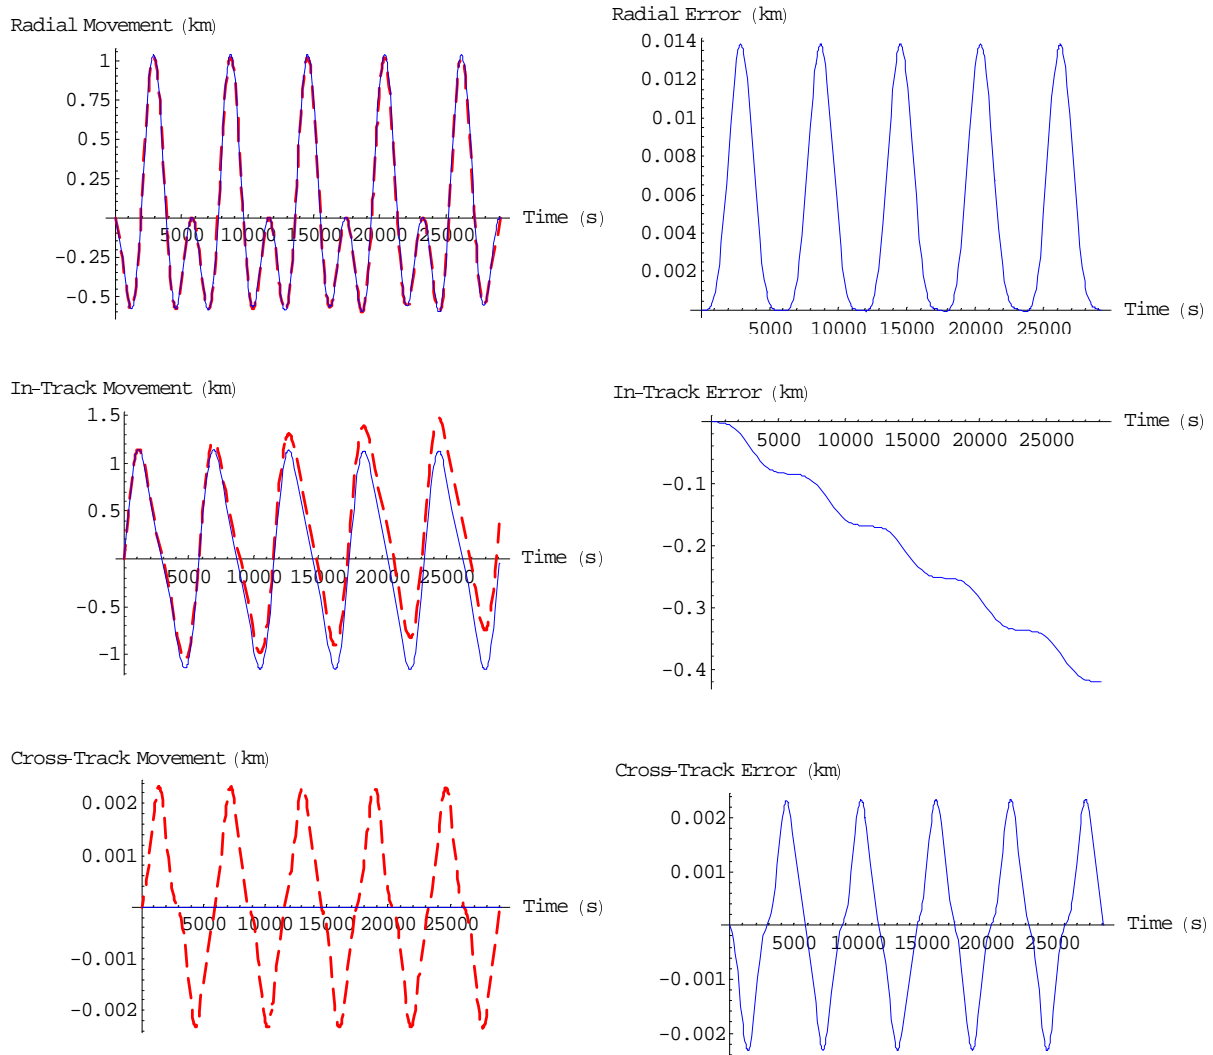 Radial Movement (km)
1
0.75
0.5
0.25
-0.25
-0.5
5000 10000 15000 20000 25000
Time (s)
Radial Error (km)
0.014
0.012
0.01
0.008
0.006
0.004
0.002
5000 10000 15000 20000 25000
Time (s)
In-Track Movement (km)
1.5
1
0.5
-0.5
-1
5000 10000 15000 20000 25000
Time (s)
In-Track Error (km)
-0.1
-0.2
-0.3
-0.4
5000 10000 15000 20000 25000
Time (s)
Cross-Track Movement (km)
0.002
0.001
-0.001
-0.002
5000 10000 15000 20000 25000
Time (s)
Cross-Track Error (km)
0.002
0.001
-0.001
-0.002
5000 10000 15000 20000 25000
Time (s)